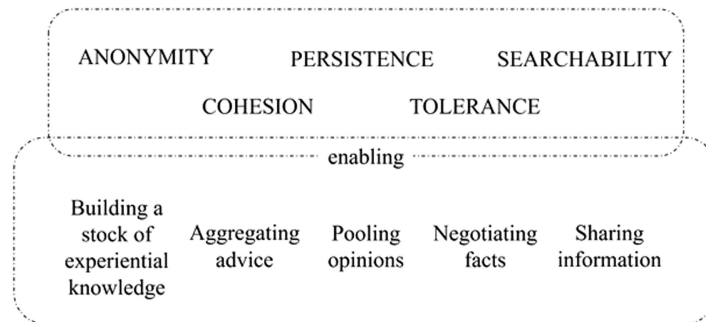 ANONYMITY PERSISTENCE SEARCHABILITY
COHESION TOLERANCE
enabling
Building a
stock of
experiential
knowledge
Aggregating
advice
Pooling
opinions
Negotiating
facts
Sharing
information